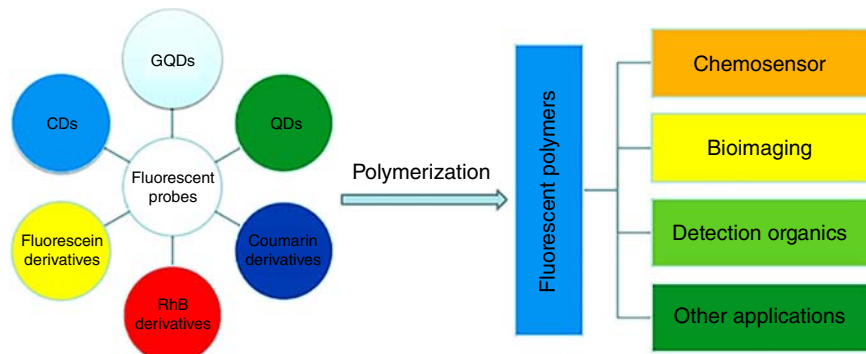 GQDs
CDs
QDs
Fluorescent
probes
Fluorescein
derivatives
Coumarin
derivatives
RhB
derivatives
Polymerization
Fluorescent polymers
Chemosensor
Bioimaging
Detection organics
Other applications